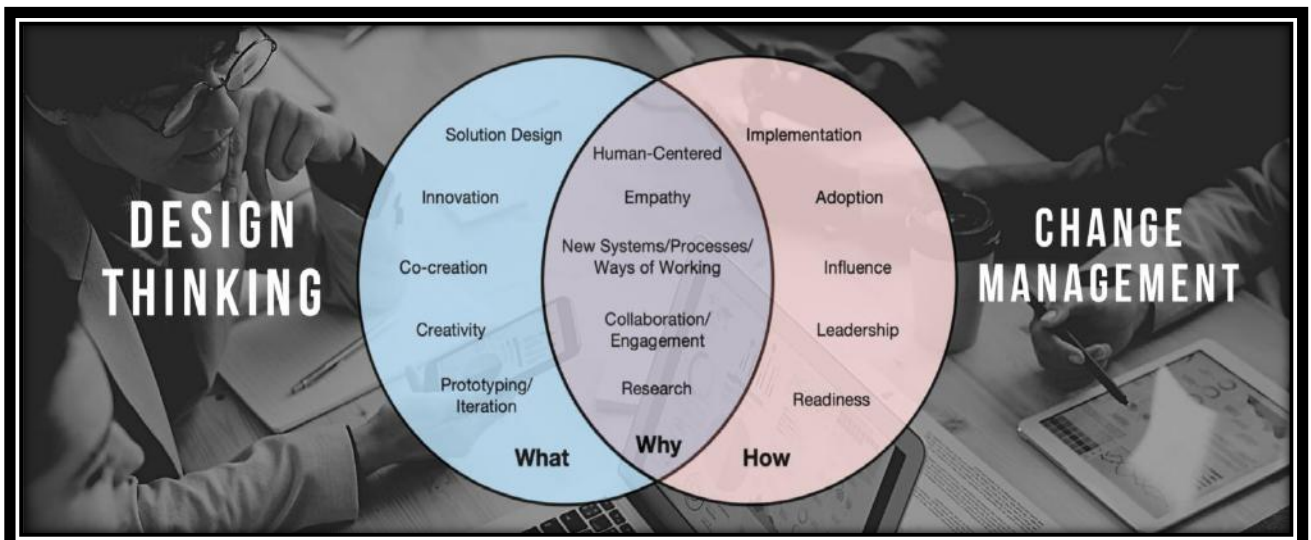 DESIGN
THINKING
Solution Design
Innovation
Co-creation
Creativity
Prototyping/
Iteration
What
Human-Centered
Empathy
New Systems/Processes/
Ways of Working
Collaboration/
Engagement
Research
Why
Implementation
Adoption
Influence
Leadership
Readiness
How
CHANGE
MANAGEMENT